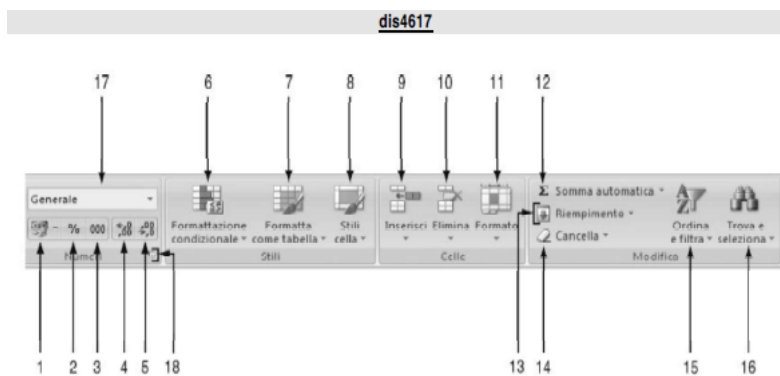 dis4617
17 6 7 8 9 10 11 12
Generale
% 000
Numeri
Formattazione condizionale
Formatta come tabella
Stili cella
Stili
Inserisci Elimina Formato
Celle
Σ Somma automatica
13 Riempimento
Cancella
Ordina e filtra
Trova e seleziona
Modifica
1 2 3 4 5 18 13 14 15 16